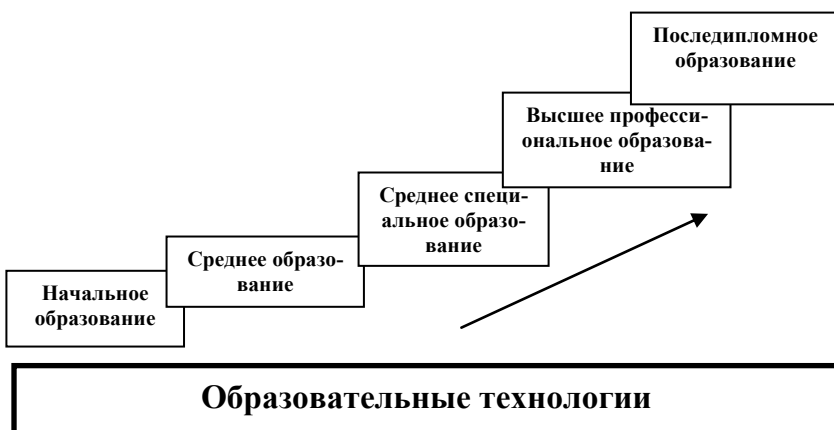 Последипломное
образование
Высшее професси-
ональное образова-
ние
Среднее специ-
альное образо-
вание
Среднее образо-
вание
Начальное
образование
Образовательные технологии